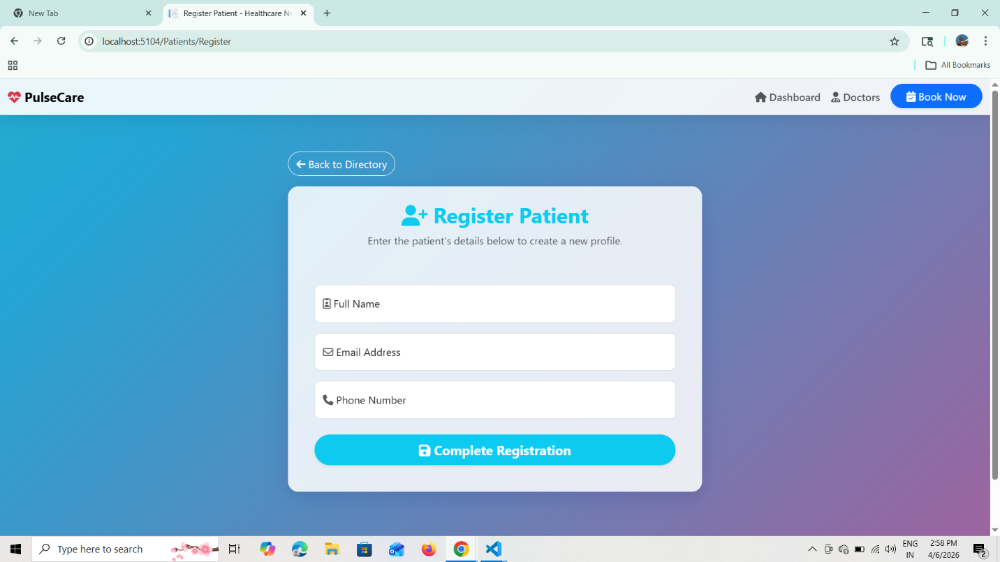 New Tab
Register Patient - Healthcare Ne
localhost:5104/Patients/Register
All Bookmarks
PulseCare
Dashboard
Doctors
Book Now
Back to Directory
Register Patient
Enter the patient's details below to create a new profile.
Full Name
Email Address
Phone Number
Complete Registration
Type here to search
ENG
IN
2:58 PM
4/6/2026
2